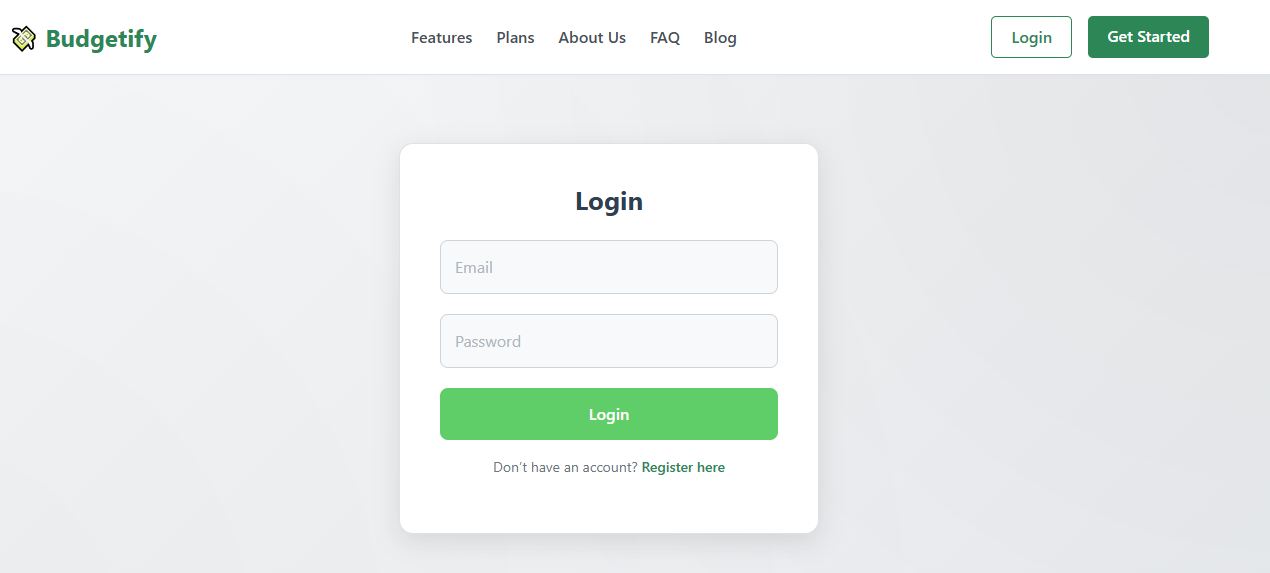 Budgetify
Features Plans About Us FAQ Blog
Login
Get Started
Login
Email
Password
Login
Don't have an account? Register here